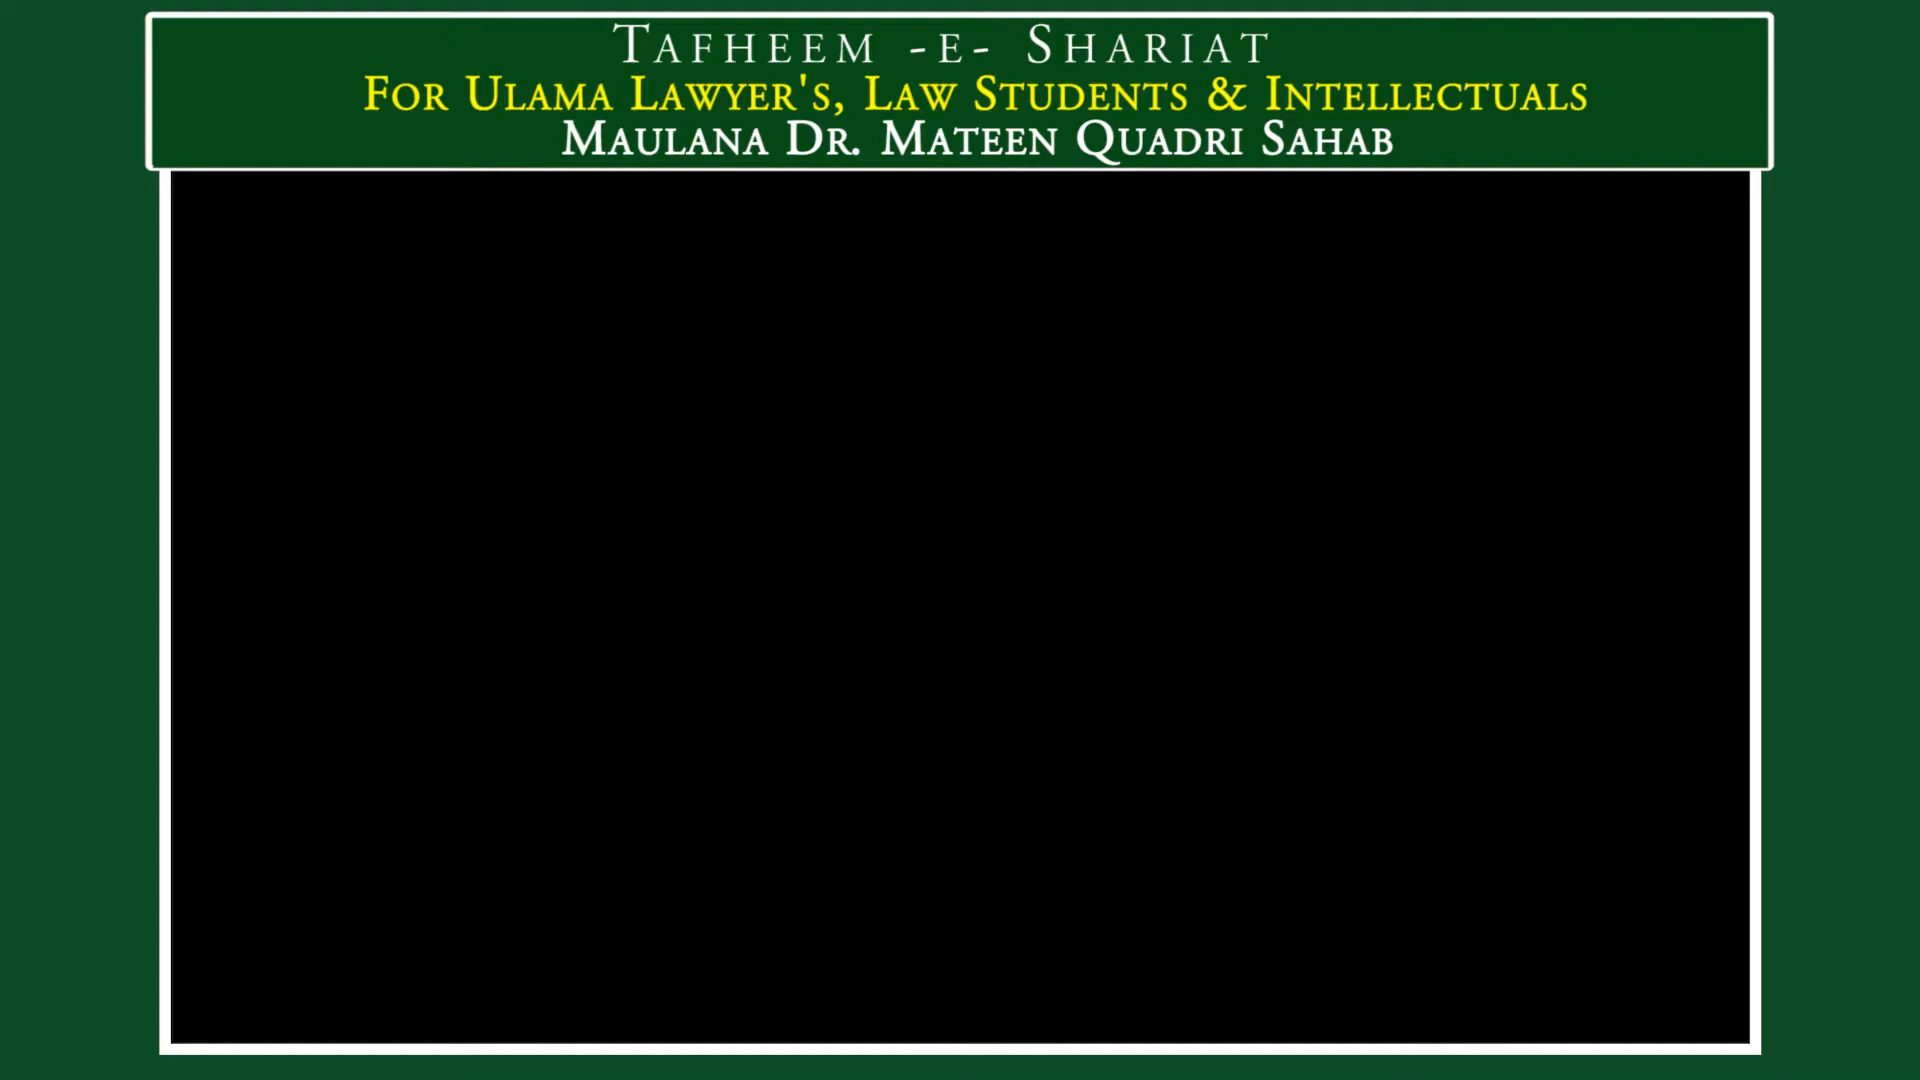 Tafheem -e- Shariat
For Ulama Lawyer's, Law Students & Intellectuals
Maulana Dr. Mateen Quadri Sahab